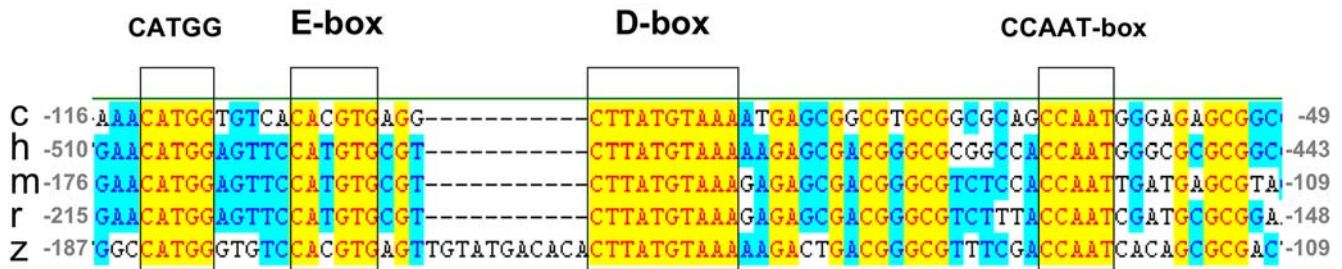 CATGG E-box D-box CCAAT-box
c -116 AAACATGGTGTCACACGTGAGG-----------CTTATGTAAAATGAGCGGCGTGCGGCGCAGCCAATGGGAGAGCGGC -49
h -510 GAACATGGAGTTCCATGTGCGT-----------CTTATGTAAAAAGAGCGACGGGCGCGGCCACCAATGGGCGCGCGGC -443
m -176 GAACATGGAGTTCCATGTGCGT-----------CTTATGTAAAGAGAGCGACGGGCGTCTCCACCAATTGATGAGCGTA -109
r -215 GAACATGGAGTTCCATGTGCGT-----------CTTATGTAAAGAGAGCGACGGGCGTCTTTACCAATCGATGCGCGGA -148
z -187 GGCCATGGGTGTCCACGTGAGTTGTATGACACACTTATGTAAAAAGACTGACGGGCGTTTCGACCAATCACAGCGCGAC -109